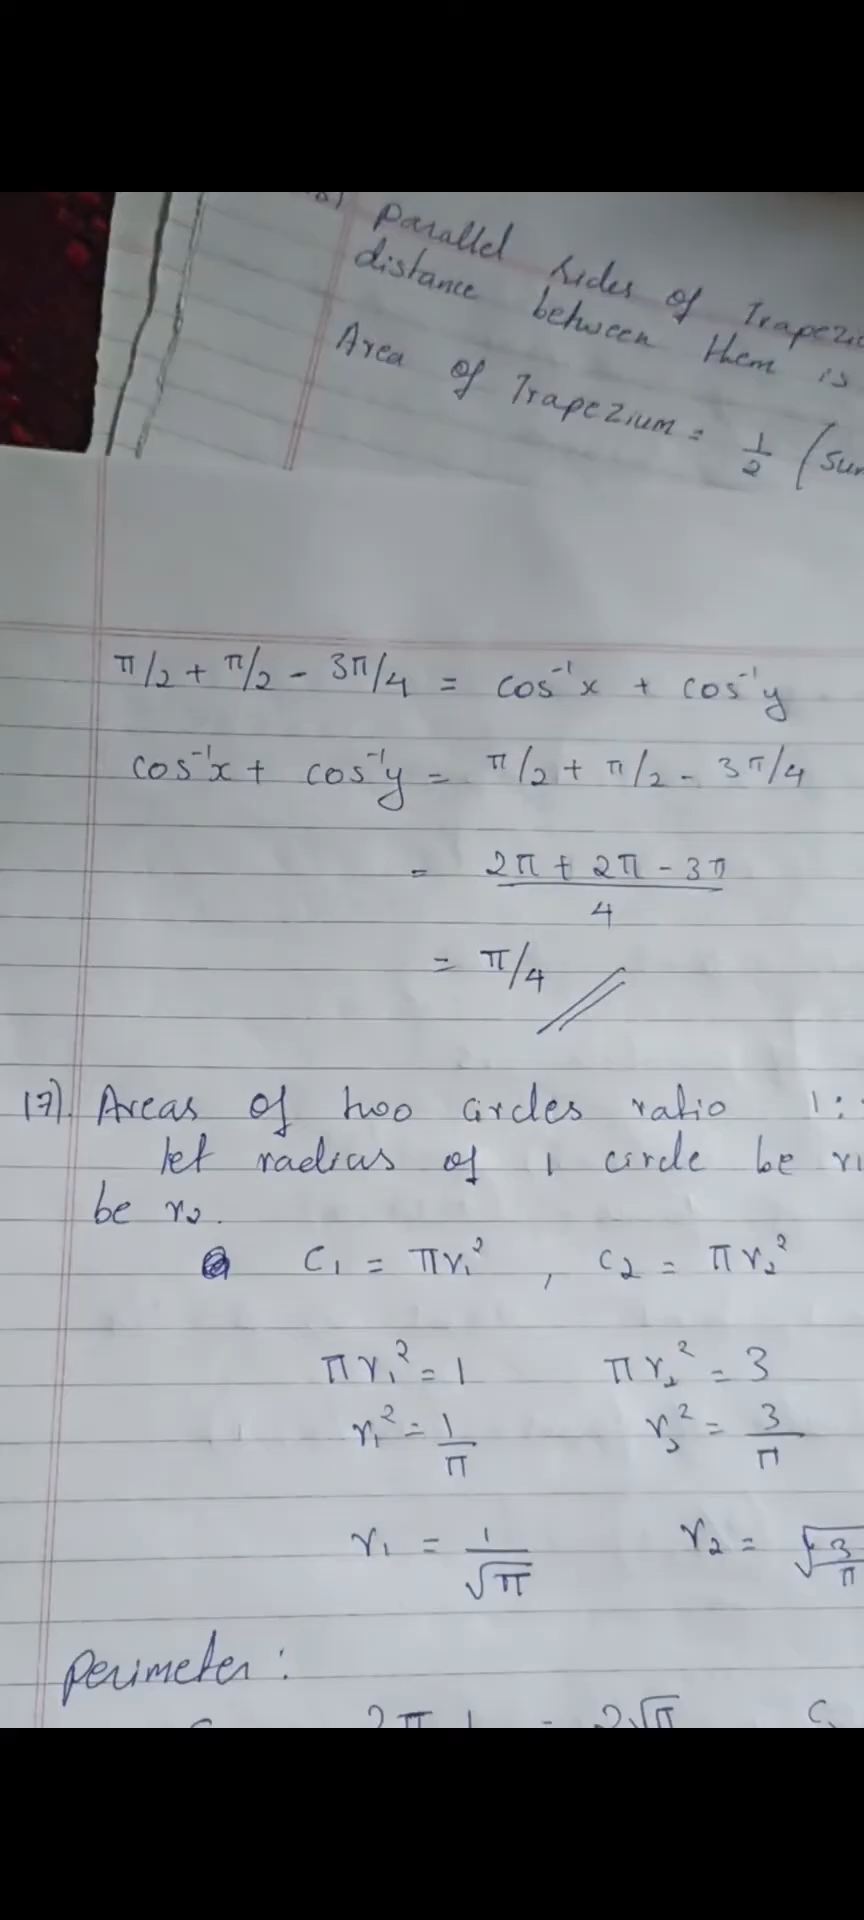 Parallel sides of Trapezi
distance between them is
Area of Trapezium = 1/2 (Su
π/2 + π/2 - 3π/4 = cos⁻¹x + cos⁻¹y
cos⁻¹x + cos⁻¹y = π/2 + π/2 - 3π/4
= 2π + 2π - 3π / 4
= π/4
17). Areas of two circles ratio 1:
let radius of 1 circle be r₁
be r₂.
C₁ = πr₁² , C₂ = πr₂²
πr₁² = 1 πr₂² = 3
r₁² = 1/π r₂² = 3/π
r₁ = 1/√π r₂ = √3/π
Perimeter:
= 2√π